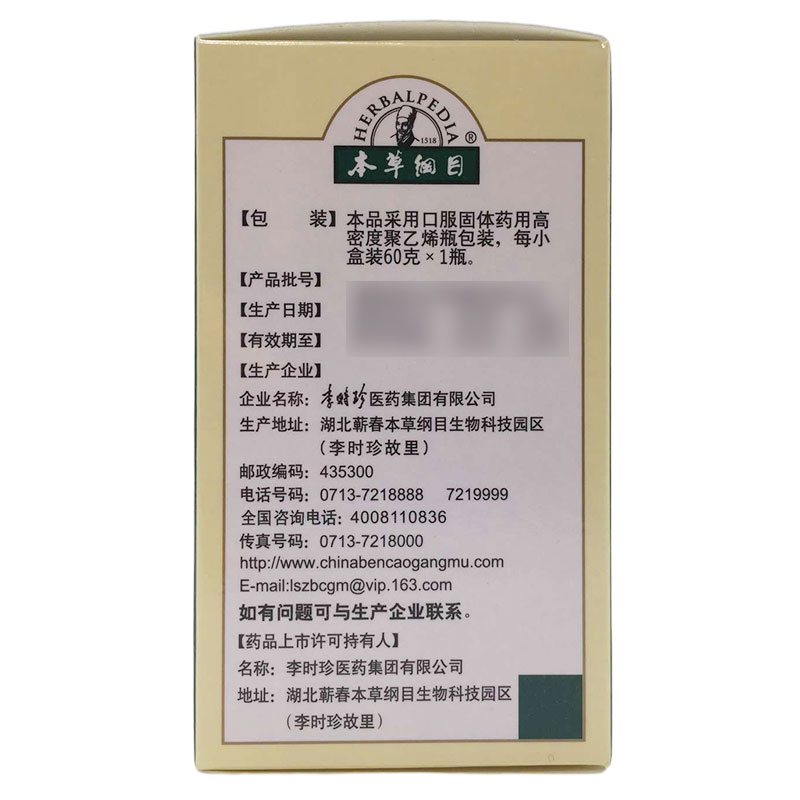 HERBALPEDIA
1518
®
本草纲目
【包　　装】本品采用口服固体药用高
密度聚乙烯瓶包装，每小
盒装60克×1瓶。
【产品批号】
【生产日期】
【有效期至】
【生产企业】
企业名称：李时珍医药集团有限公司
生产地址：湖北蕲春本草纲目生物科技园区
（李时珍故里）
邮政编码：435300
电话号码：0713-7218888　7219999
全国咨询电话：4008110836
传真号码：0713-7218000
http://www.chinabencaogangmu.com
E-mail:lszbcgm@vip.163.com
如有问题可与生产企业联系。
【药品上市许可持有人】
名称：李时珍医药集团有限公司
地址：湖北蕲春本草纲目生物科技园区
（李时珍故里）